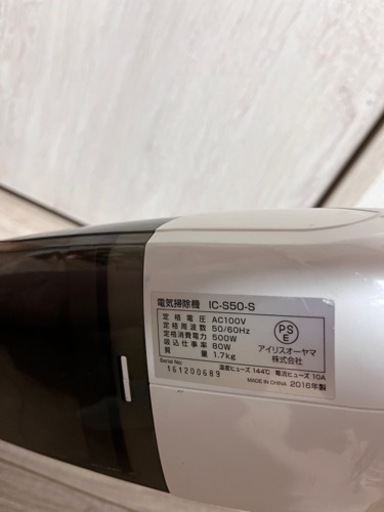 電気掃除機 IC-S50-S
定格電圧 AC100V
定格周波数 50/60Hz
定格消費電力 500W
吸込仕事率 80W
質量 1.7kg
PS
E
アイリスオーヤマ
株式会社
Serial No.
161200689
温度ヒューズ 144℃ 電流ヒューズ 10A
MADE IN CHINA 2016年製